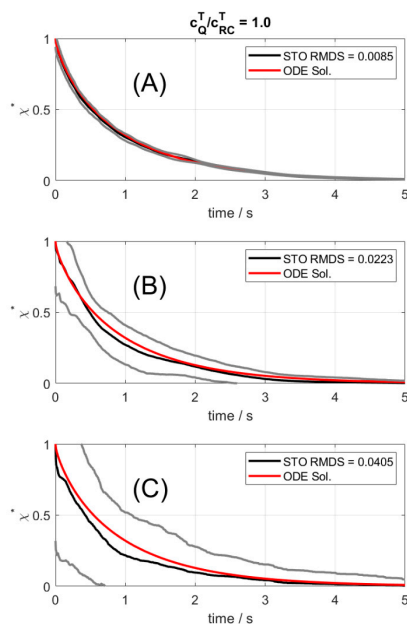 c_Q^T/c_RC^T = 1.0
1
0.5
0
χ*
(A)
STO RMDS = 0.0085
ODE Sol.
0 1 2 3 4 5
time / s
1
0.5
0
χ*
(B)
STO RMDS = 0.0223
ODE Sol.
0 1 2 3 4 5
time / s
1
0.5
0
χ*
(C)
STO RMDS = 0.0405
ODE Sol.
0 1 2 3 4 5
time / s